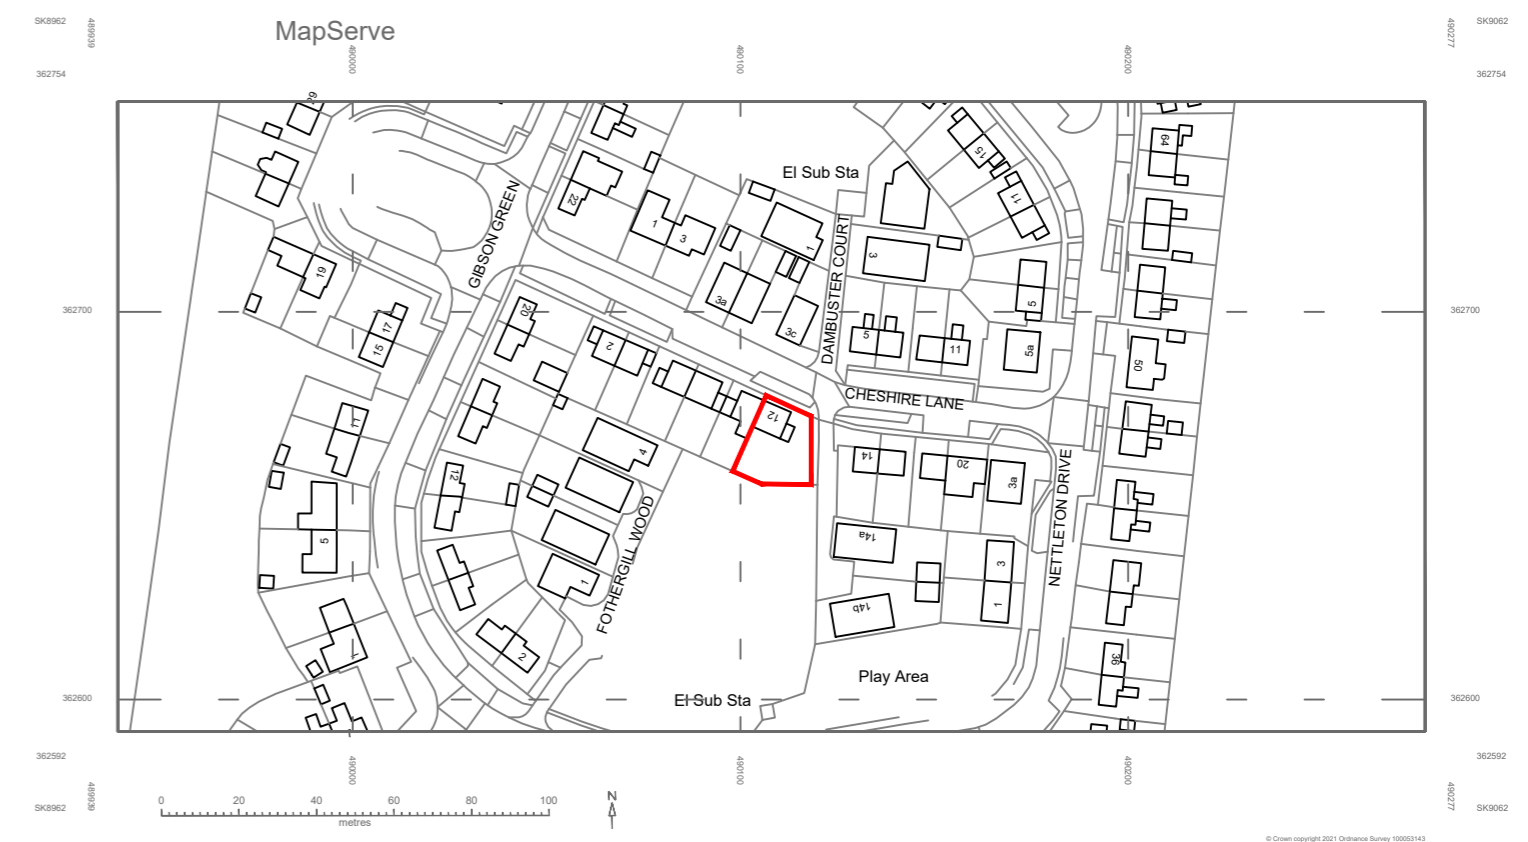 SK8962
489939
MapServe
490277
SK9062
490000
490100
490200
362754
362754
29
64
15
El Sub Sta
11
22
1
3
1
GIBSON GREEN
DAMBUSTER COURT
3
19
3a
5
362700
20
17
3c
362700
15
2
5
11
5a
50
CHESHIRE LANE
11
12
4
14
20
3a
12
NETTLETON DRIVE
FOTHERGILL WOOD
5
14a
3
1
14b
1
1
2
36
Play Area
362600
El Sub Sta
362600
362592
362592
490000
490100
490200
SK8962
489939
490277
SK9062
0 20 40 60 80 100
metres
N
© Crown copyright 2021 Ordnance Survey 100053143